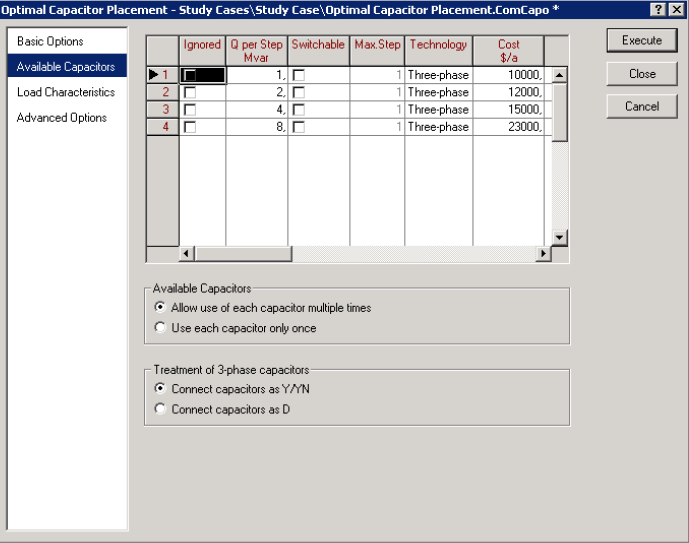 Optimal Capacitor Placement - Study Cases\Study Case\Optimal Capacitor Placement.ComCapo *
Basic Options
Available Capacitors
Load Characteristics
Advanced Options
Ignored Q per Step Mvar Switchable Max.Step Technology Cost $/a
1 1, 1 Three-phase 10000,
2 2, 1 Three-phase 12000,
3 4, 1 Three-phase 15000,
4 8, 1 Three-phase 23000,
Execute
Close
Cancel
Available Capacitors
Allow use of each capacitor multiple times
Use each capacitor only once
Treatment of 3-phase capacitors
Connect capacitors as Y/YN
Connect capacitors as D